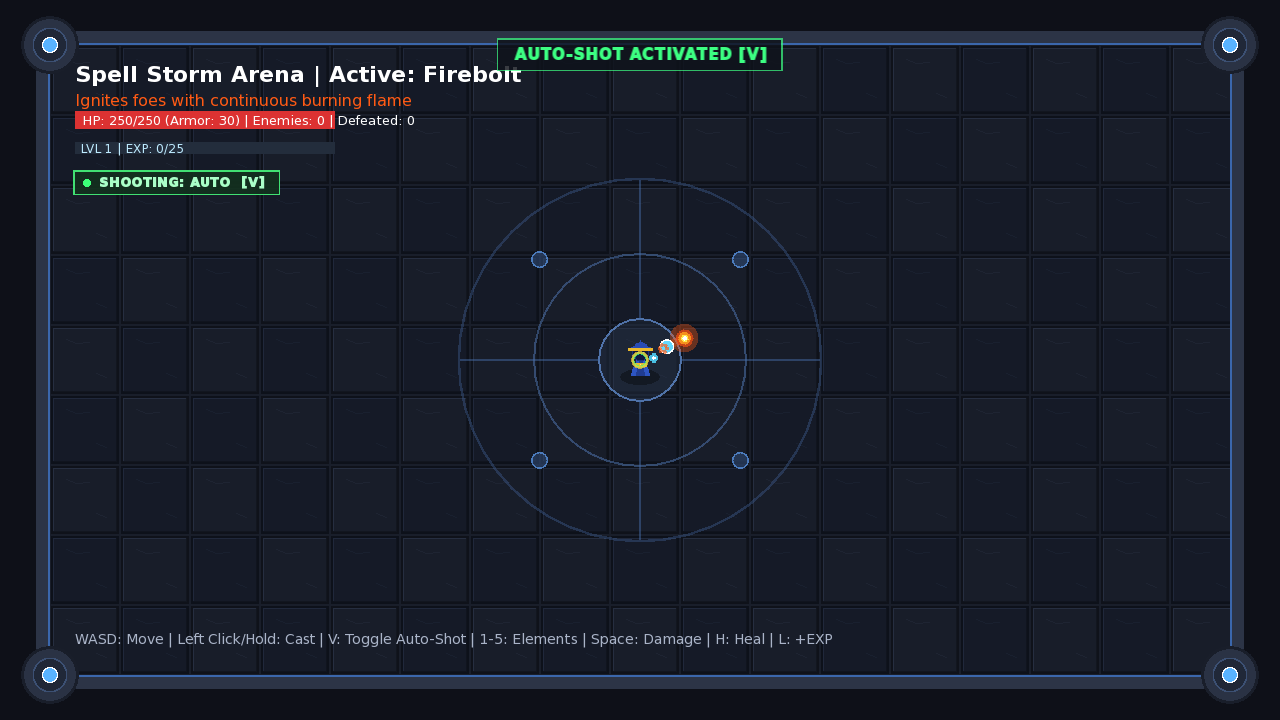 AUTO-SHOT ACTIVATED [V]
Spell Storm Arena | Active: Firebolt
Ignites foes with continuous burning flame
HP: 250/250 (Armor: 30) | Enemies: 0 | Defeated: 0
LVL 1 | EXP: 0/25
SHOOTING: AUTO [V]
WASD: Move | Left Click/Hold: Cast | V: Toggle Auto-Shot | 1-5: Elements | Space: Damage | H: Heal | L: +EXP